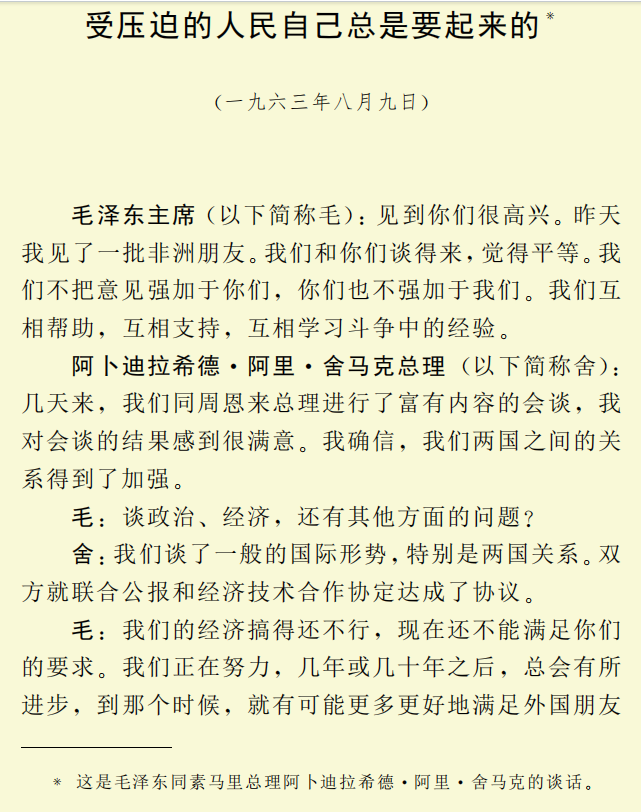 受压迫的人民自己总是要起来的*
（一九六三年八月九日）
毛泽东主席（以下简称毛）：见到你们很高兴。昨天
我见了一批非洲朋友。我们和你们谈得来，觉得平等。我
们不把意见强加于你们，你们也不强加于我们。我们互
相帮助，互相支持，互相学习斗争中的经验。
阿卜迪拉希德·阿里·舍马克总理（以下简称舍）：
几天来，我们同周恩来总理进行了富有内容的会谈，我
对会谈的结果感到很满意。我确信，我们两国之间的关
系得到了加强。
毛：谈政治、经济，还有其他方面的问题？
舍：我们谈了一般的国际形势，特别是两国关系。双
方就联合公报和经济技术合作协定达成了协议。
毛：我们的经济搞得还不行，现在还不能满足你们
的要求。我们正在努力，几年或几十年之后，总会有所
进步，到那个时候，就有可能更多更好地满足外国朋友
* 这是毛泽东同索马里总理阿卜迪拉希德·阿里·舍马克的谈话。